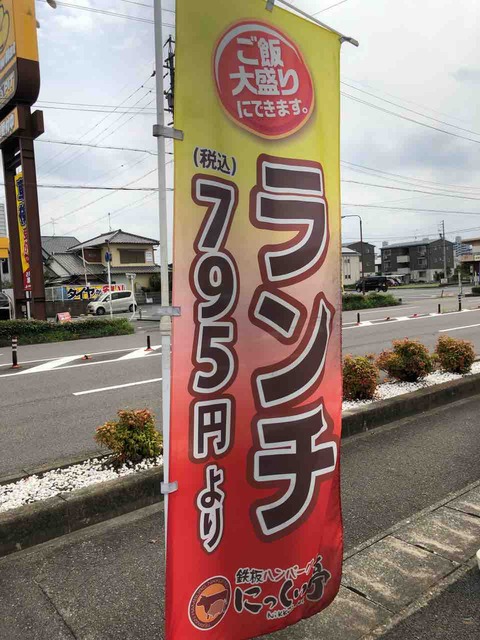 ご飯
大盛り
にできます。
ランチ
(税込)
795円より
鉄板ハンバーグ
にっくい亭